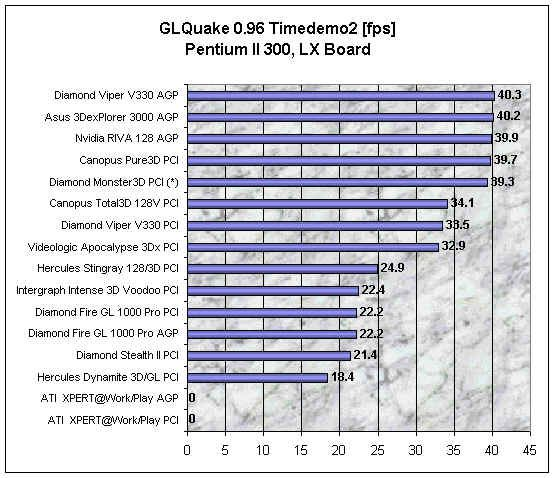 GLQuake 0.96 Timedemo2 [fps]
Pentium II 300, LX Board
Diamond Viper V330 AGP 40.3
Asus 3DexPlorer 3000 AGP 40.2
Nvidia RIVA 128 AGP 39.9
Canopus Pure3D PCI 39.7
Diamond Monster3D PCI (*) 39.3
Canopus Total3D 128V PCI 34.1
Diamond Viper V330 PCI 33.5
Videologic Apocalypse 3Dx PCI 32.9
Hercules Stingray 128/3D PCI 24.9
Intergraph Intense 3D Voodoo PCI 22.4
Diamond Fire GL 1000 Pro PCI 22.2
Diamond Fire GL 1000 Pro AGP 22.2
Diamond Stealth II PCI 21.4
Hercules Dynamite 3D/GL PCI 18.4
ATI XPERT@Work/Play AGP 0
ATI XPERT@Work/Play PCI 0
0 5 10 15 20 25 30 35 40 45